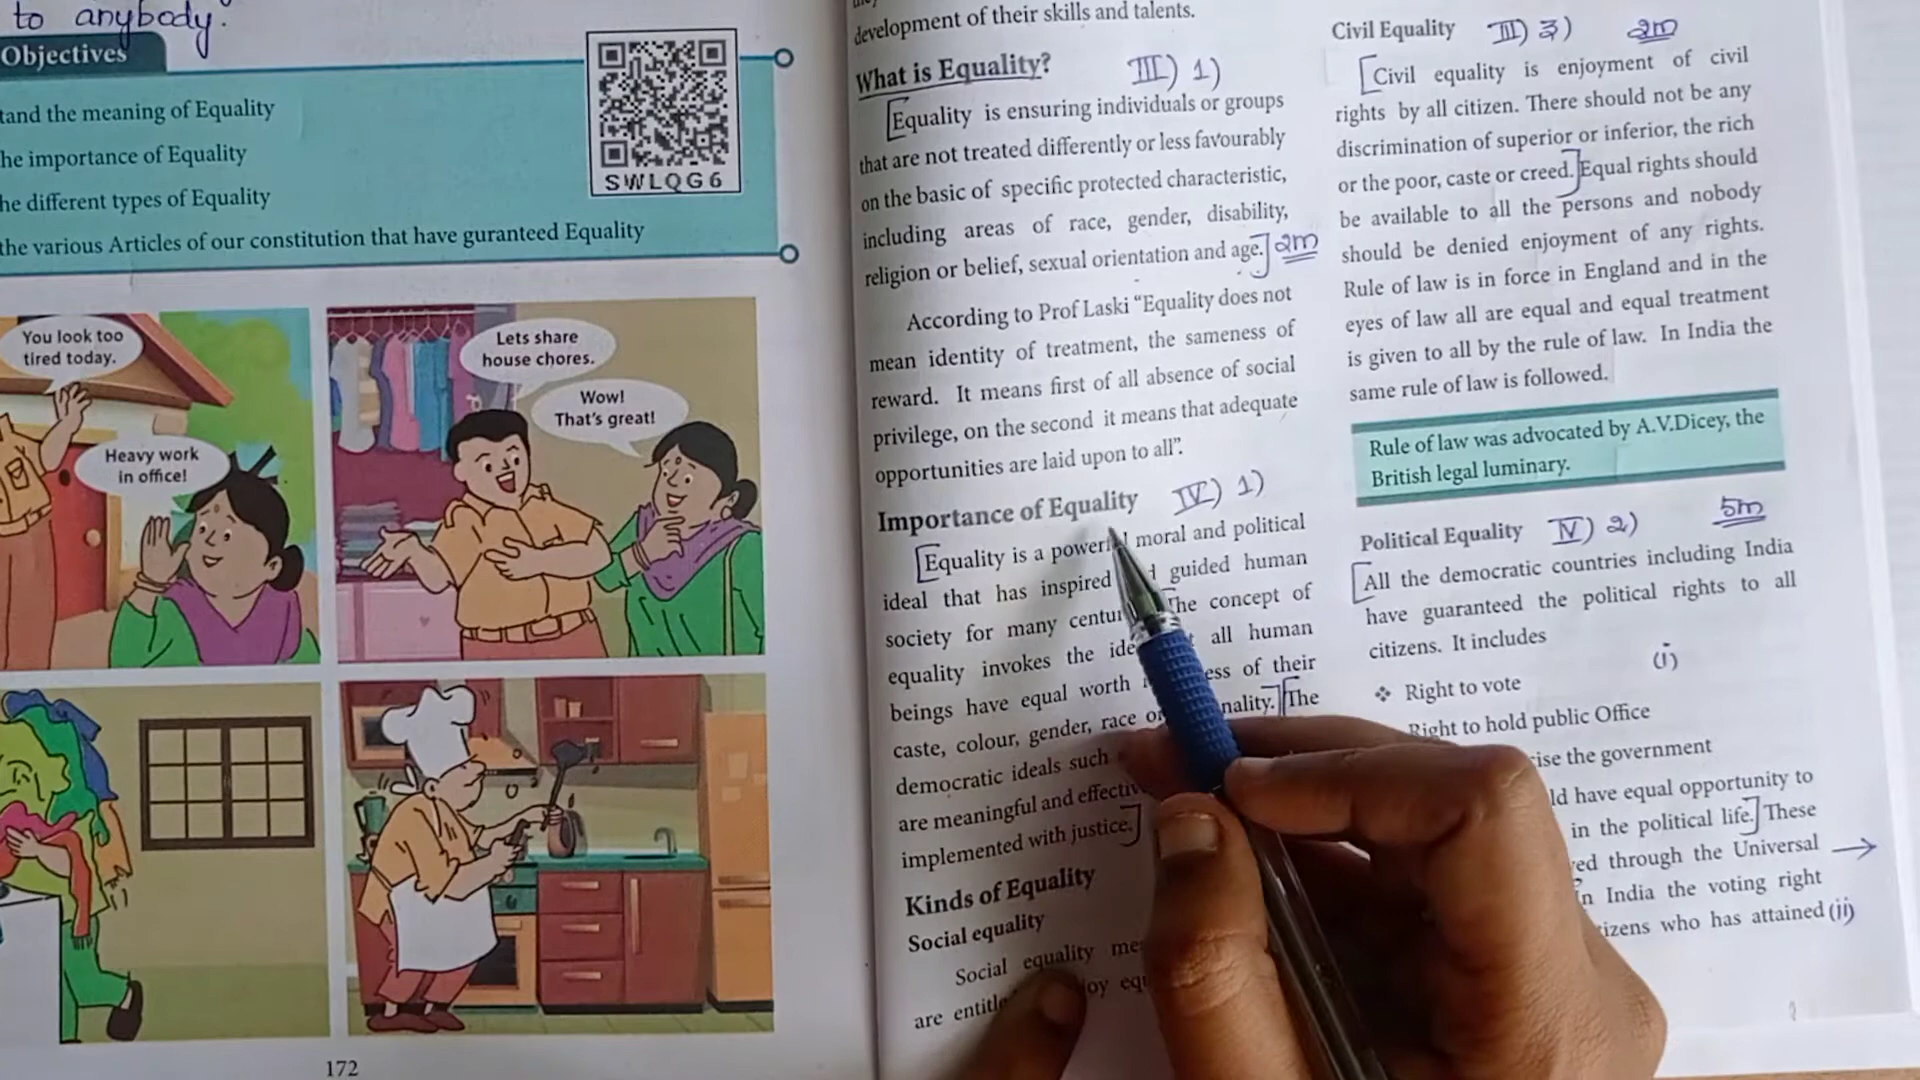 to anybody.
Objectives
tand the meaning of Equality
he importance of Equality
he different types of Equality
the various Articles of our constitution that have guranteed Equality
SWLQG6
You look too
tired today.
Heavy work
in office!
Lets share
house chores.
Wow!
That's great!
172
development of their skills and talents.
What is Equality? III) 1)
[Equality is ensuring individuals or groups
that are not treated differently or less favourably
on the basic of specific protected characteristic,
including areas of race, gender, disability,
religion or belief, sexual orientation and age.] 2m
According to Prof Laski “Equality does not
mean identity of treatment, the sameness of
reward. It means first of all absence of social
privilege, on the second it means that adequate
opportunities are laid upon to all”.
Importance of Equality IV) 1)
[Equality is a powerful moral and political
ideal that has inspired guided human
society for many The concept of
equality invokes the all human
beings have equal worth of their
caste, colour, gender, race or nality.] [The
democratic ideals such
are meaningful and
implemented with justice.]
Kinds of Equality
Social equality
Social equality
are
Civil Equality III) 3) 2m
[Civil equality is enjoyment of civil
rights by all citizen. There should not be any
discrimination of superior or inferior, the rich
or the poor, caste or creed.] Equal rights should
be available to all the persons and nobody
should be denied enjoyment of any rights.
Rule of law is in force in England and in the
eyes of law all are equal and equal treatment
is given to all by the rule of law. In India the
same rule of law is followed.
Rule of law was advocated by A.V.Dicey, the
British legal luminary.
Political Equality IV) 2) 5m
[All the democratic countries including India
have guaranteed the political rights to all
citizens. It includes
(i)
❖ Right to vote
Right to hold public Office
the government
have equal opportunity to
in the political life.] These
through the Universal →
In India the voting right
who has attained (ii)